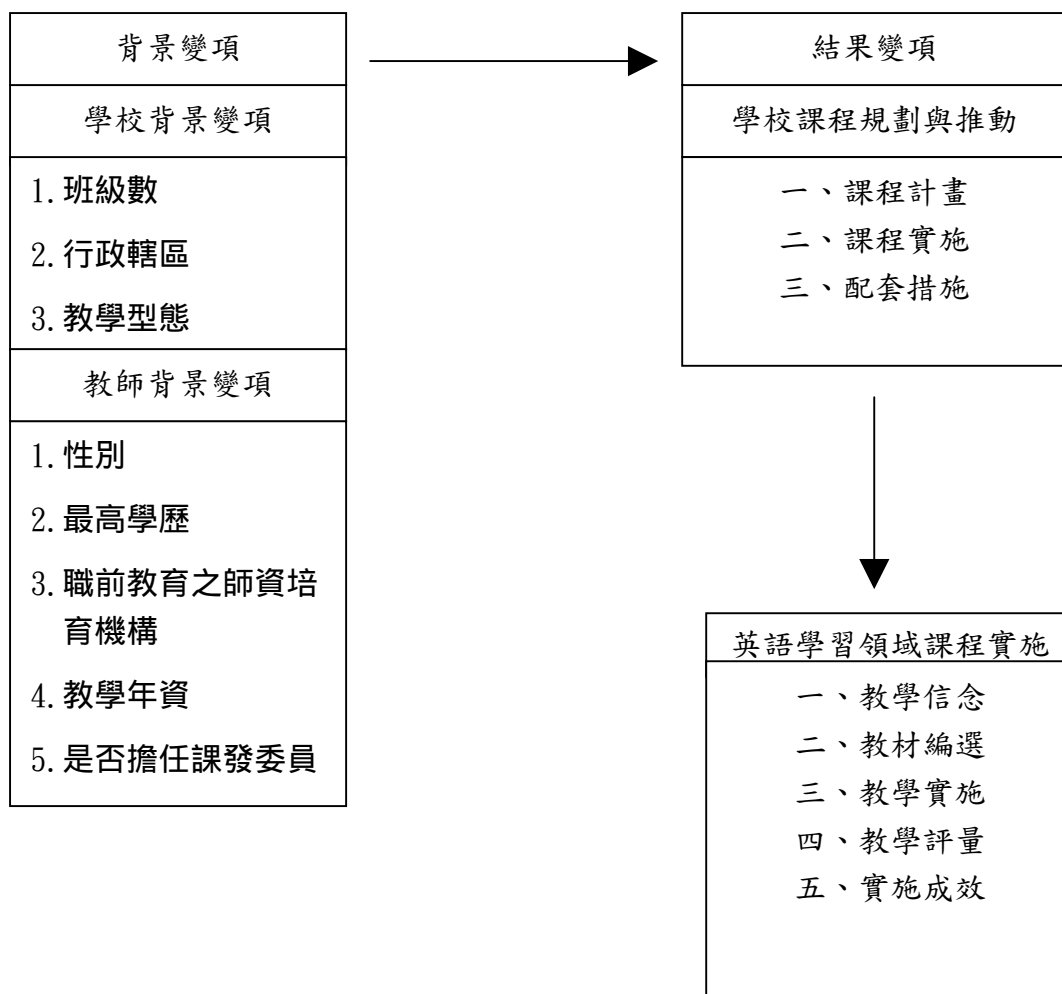 背景變項
學校背景變項
1.班級數
2.行政轄區
3.教學型態
教師背景變項
1.性別
2.最高學歷
3.職前教育之師資培
育機構
4.教學年資
5.是否擔任課發委員
結果變項
學校課程規劃與推動
一、課程計畫
二、課程實施
三、配套措施
英語學習領域課程實施
一、教學信念
二、教材編選
三、教學實施
四、教學評量
五、實施成效